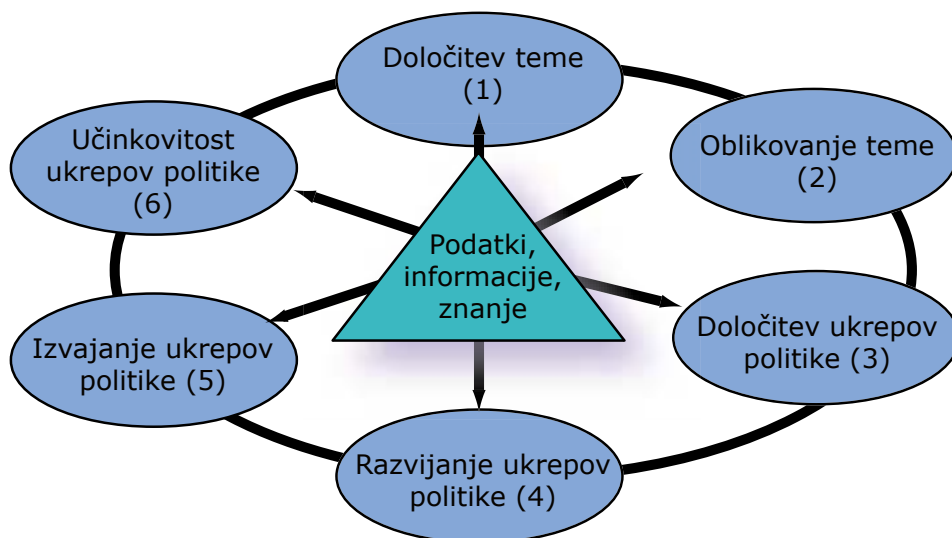 Določitev teme
(1)
Oblikovanje teme
(2)
Določitev ukrepov
politike (3)
Razvijanje ukrepov
politike (4)
Izvajanje ukrepov
politike (5)
Učinkovitost
ukrepov politike
(6)
Podatki,
informacije,
znanje